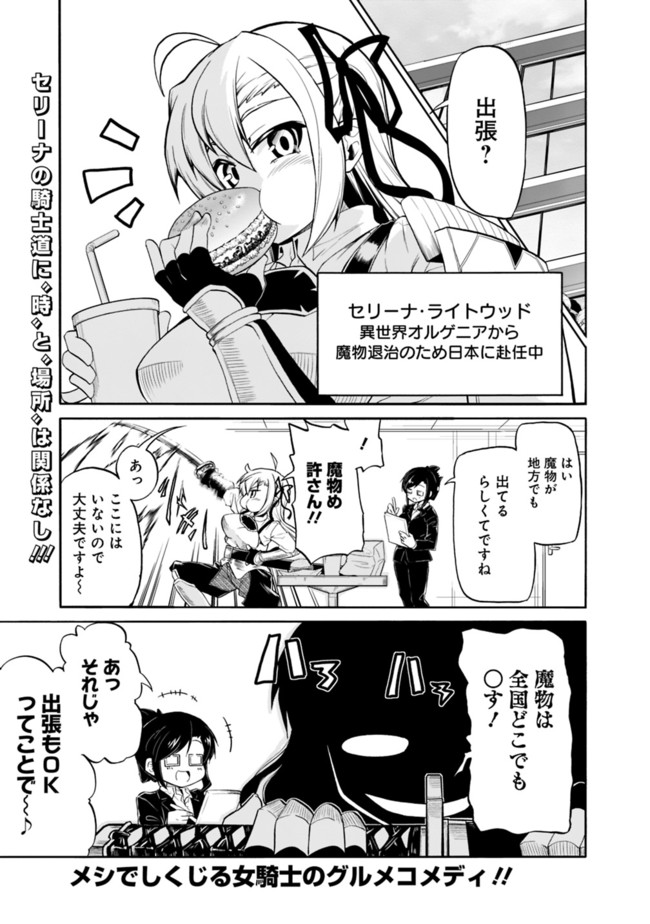 出張?
セリーナの騎士道に、〝時〟と〝場所〟は関係なし!!!
セリーナ・ライトウッド
異世界オルゲニアから
魔物退治のため日本に赴任中
はい
魔物が
地方でも
出てる
らしくてですね
!
魔物め
許さん!!
あっ
ここには
いないので
大丈夫ですよ〜
魔物は
全国どこでも
〇す!
ハァ
ハァ
あっ
それじゃ
出張もOK
ってことで〜♪
メシでしくじる女騎士のグルメコメディ!!